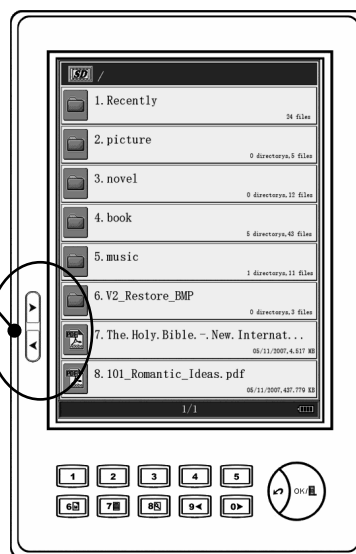 SD /
1.Recently
24 files
2.picture
0 directorys,5 files
3.novel
0 directorys,12 files
4.book
5 directorys,43 files
5.music
1 directorys,11 files
6.V2_Restore_BMP
0 directorys,3 files
7.The.Holy.Bible.-.New.Internat...
05/11/2007,4.517 MB
8.101_Romantic_Ideas.pdf
05/11/2007,437.779 KB
1/1
1 2 3 4 5
6 7 8 9 0
OK/